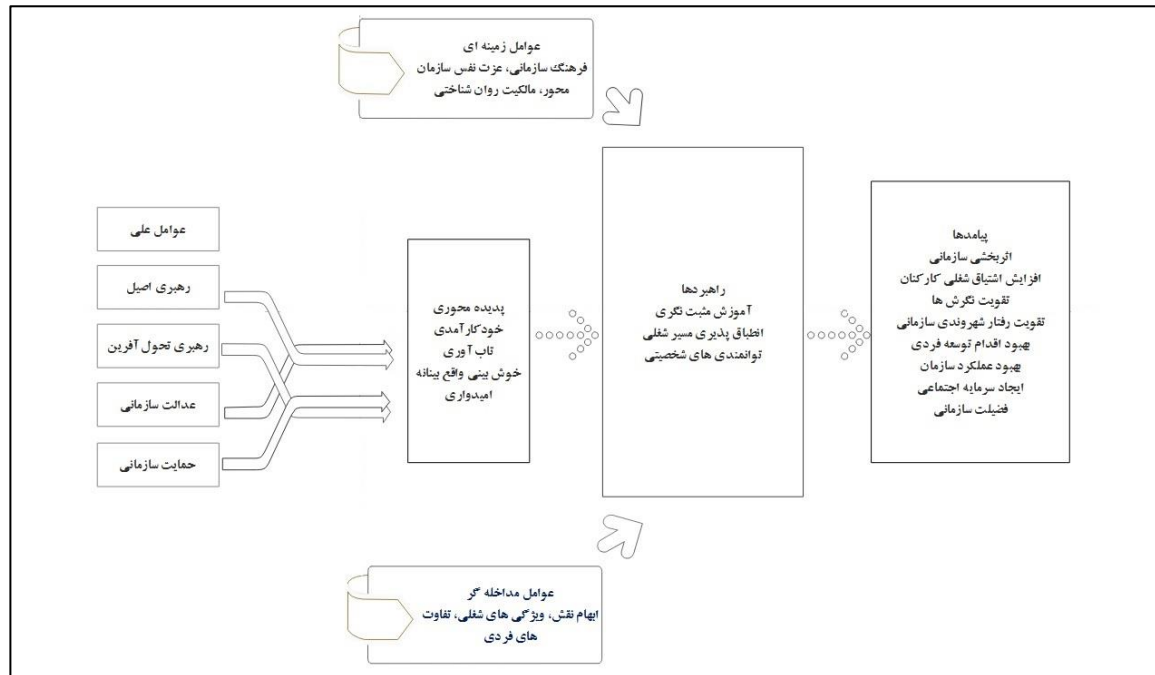 عوامل زمینه ای
فرهنگ سازمانی، عزت نفس سازمان
محور، مالکیت روان شناختی
عوامل علی
رهبری اصیل
رهبری تحول آفرین
عدالت سازمانی
حمایت سازمانی
پدیده محوری
خودکارآمدی
تاب آوری
خوش بینی واقع بینانه
امیدواری
راهبردها
آموزش مثبت نگری
انطباق پذیری مسیر شغلی
توانمندی های شخصیتی
پیامدها
اثربخشی سازمانی
افزایش اشتیاق شغلی کارکنان
تقویت نگرش ها
تقویت رفتار شهروندی سازمانی
بهبود اقدام توسعه فردی
بهبود عملکرد سازمان
ایجاد سرمایه اجتماعی
فضیلت سازمانی
عوامل مداخله گر
ابهام نقش، ویژگی های شغلی، تفاوت
های فردی